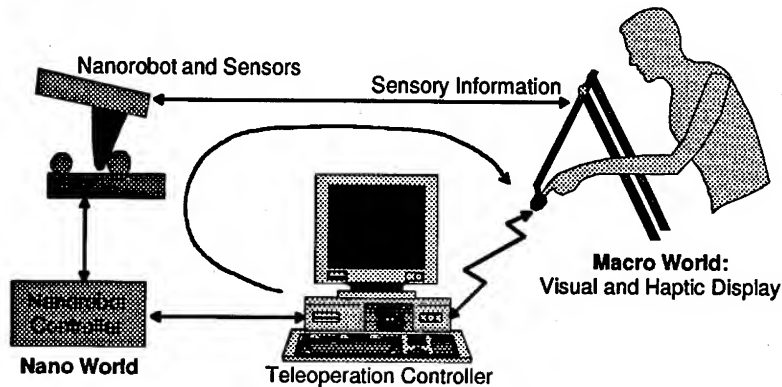 Nanorobot and Sensors
Sensory Information
Macro World:
Visual and Haptic Display
Nanorobot
Controller
Nano World
Teleoperation Controller